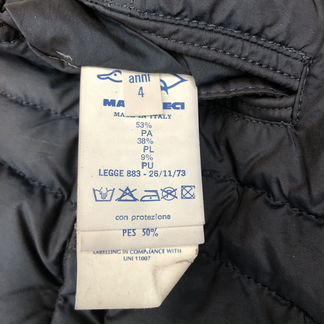 anni
4
MADE IN ITALY
53%
PA
38%
PL
9%
PU
LEGGE 883 - 26/11/73
con protezione
PES 50%
LABELLING IN COMPLIANCE WITH
UNI 11007